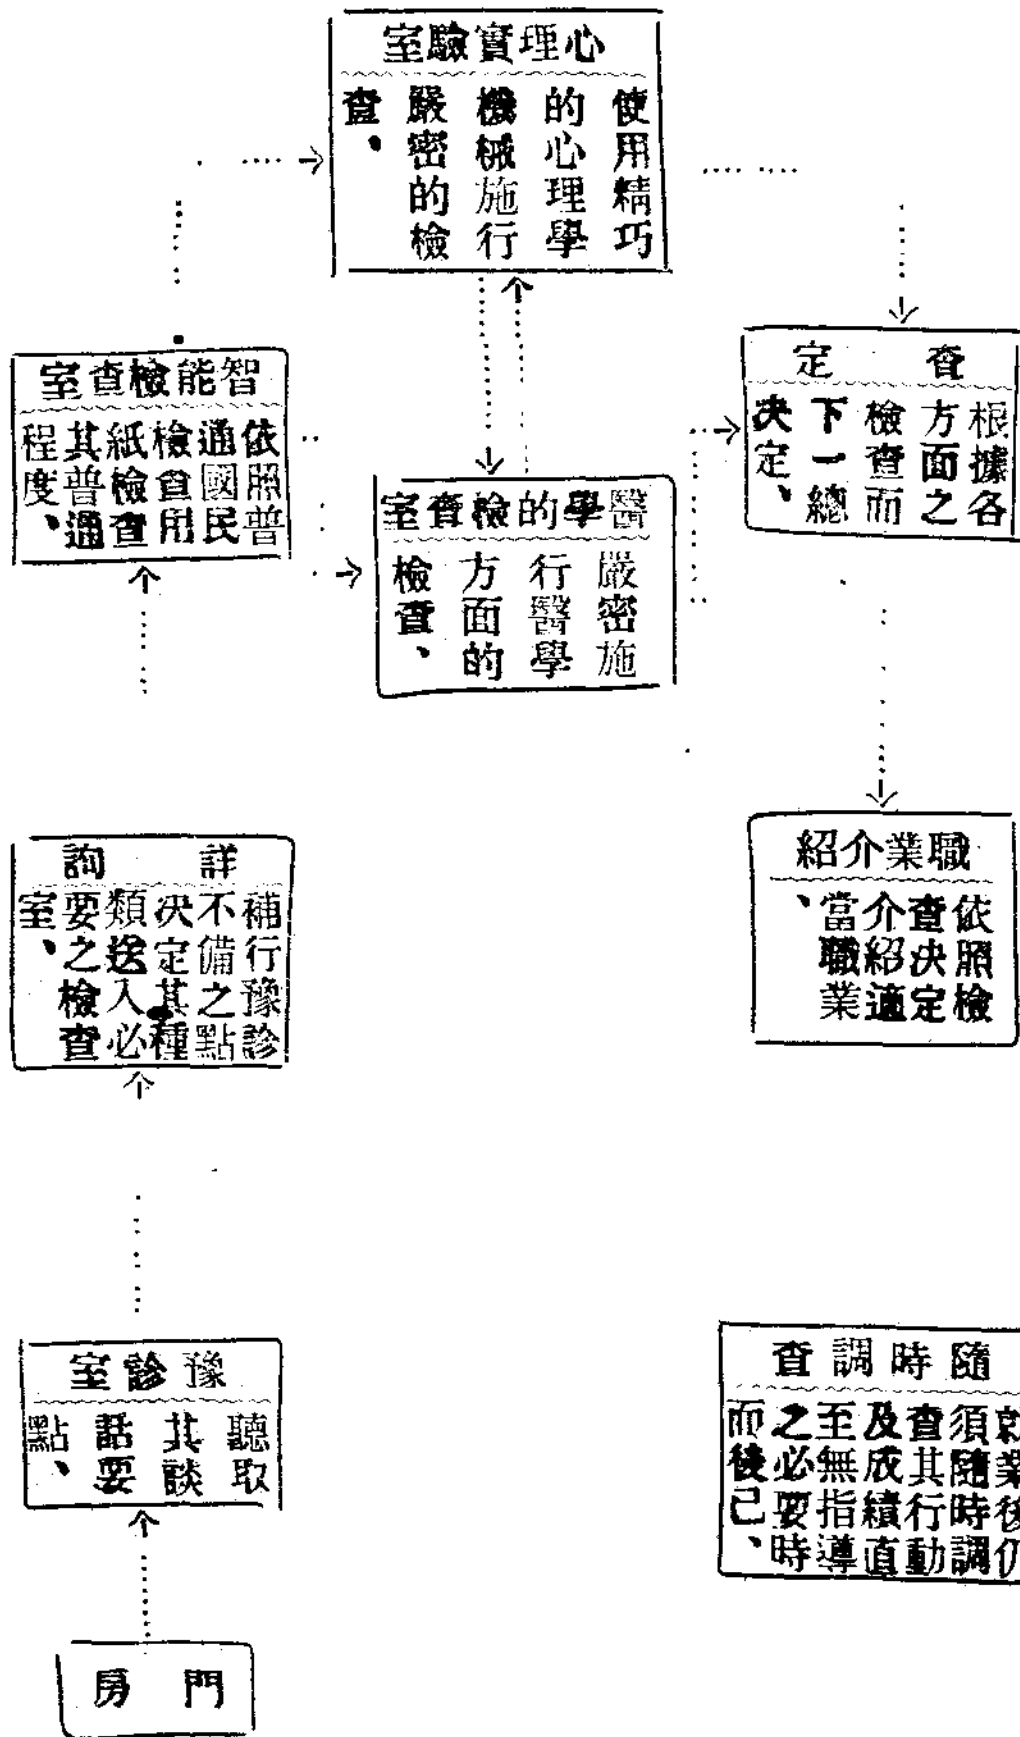 門房
豫診室
聽取
其談
話要
點、
詳詢
補行豫診
不備之點
決定其種
類送入必
要之檢查
室、
智能檢查室
依照普
通國民
檢查用
紙檢查
其普通
程度、
心理實驗室
使用精巧
的心理學
機械施行
嚴密的檢
查、
醫學的檢查室
嚴密施
行醫學
方面的
檢查、
查定
根據各
方面之
檢查而
下一總
決定、
職業介紹
依照檢
查決定
介紹適
當職業
、
隨時調查
就業後仍
須隨時調
查其行動
及成績直
至無指導
之必要時
而後已、